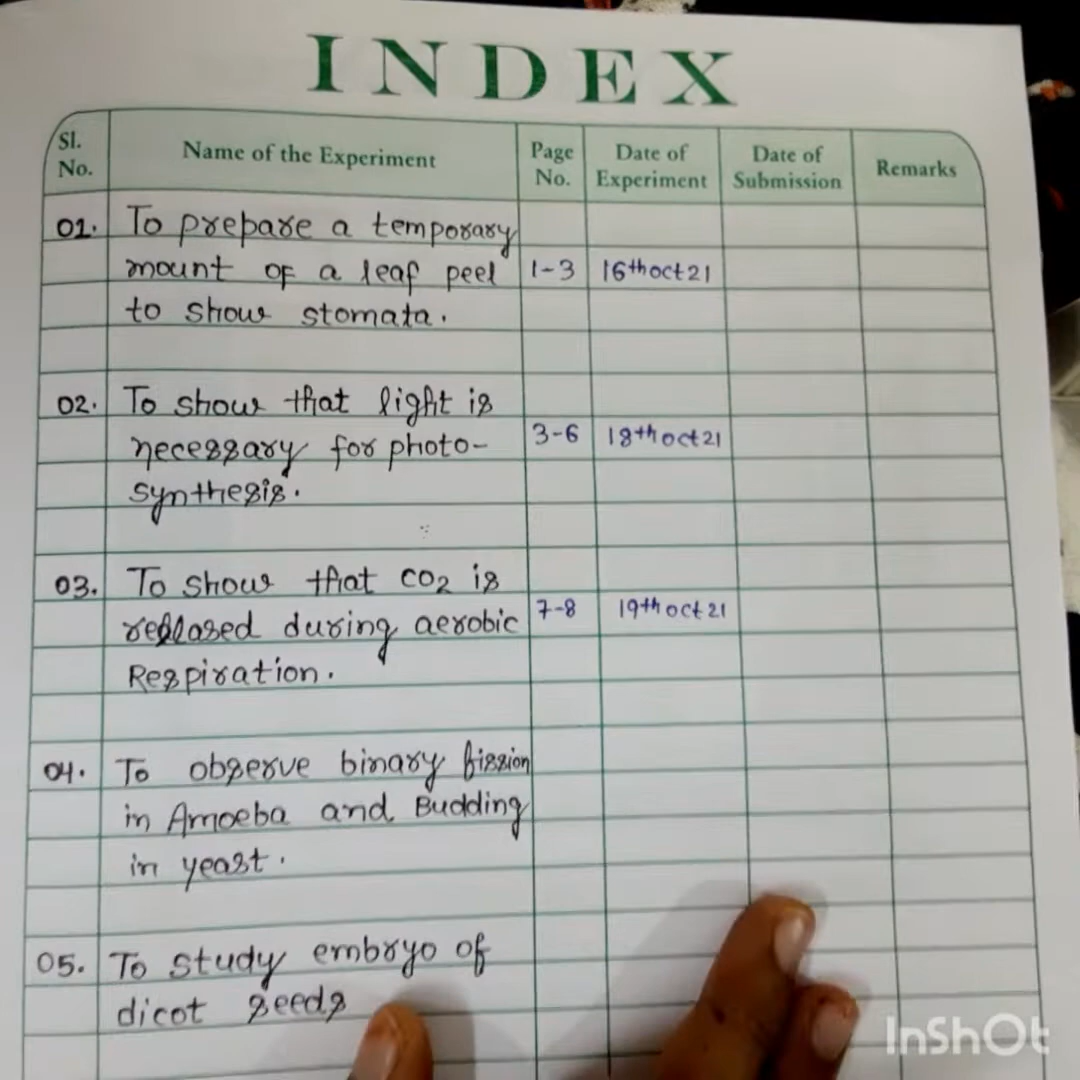 INDEX
Sl. No. Name of the Experiment Page No. Date of Experiment Date of Submission Remarks
01. To prepare a temporary
mount of a leaf peel 1-3 16th oct 21
to show stomata.
02. To show that light is
necessary for photo- 3-6 18th oct 21
synthesis.
03. To show that CO2 is
released during aerobic 7-8 19th oct 21
Respiration.
04. To observe binary fission
in Amoeba and Budding
in yeast.
05. To study embryo of
dicot seeds
InShOt